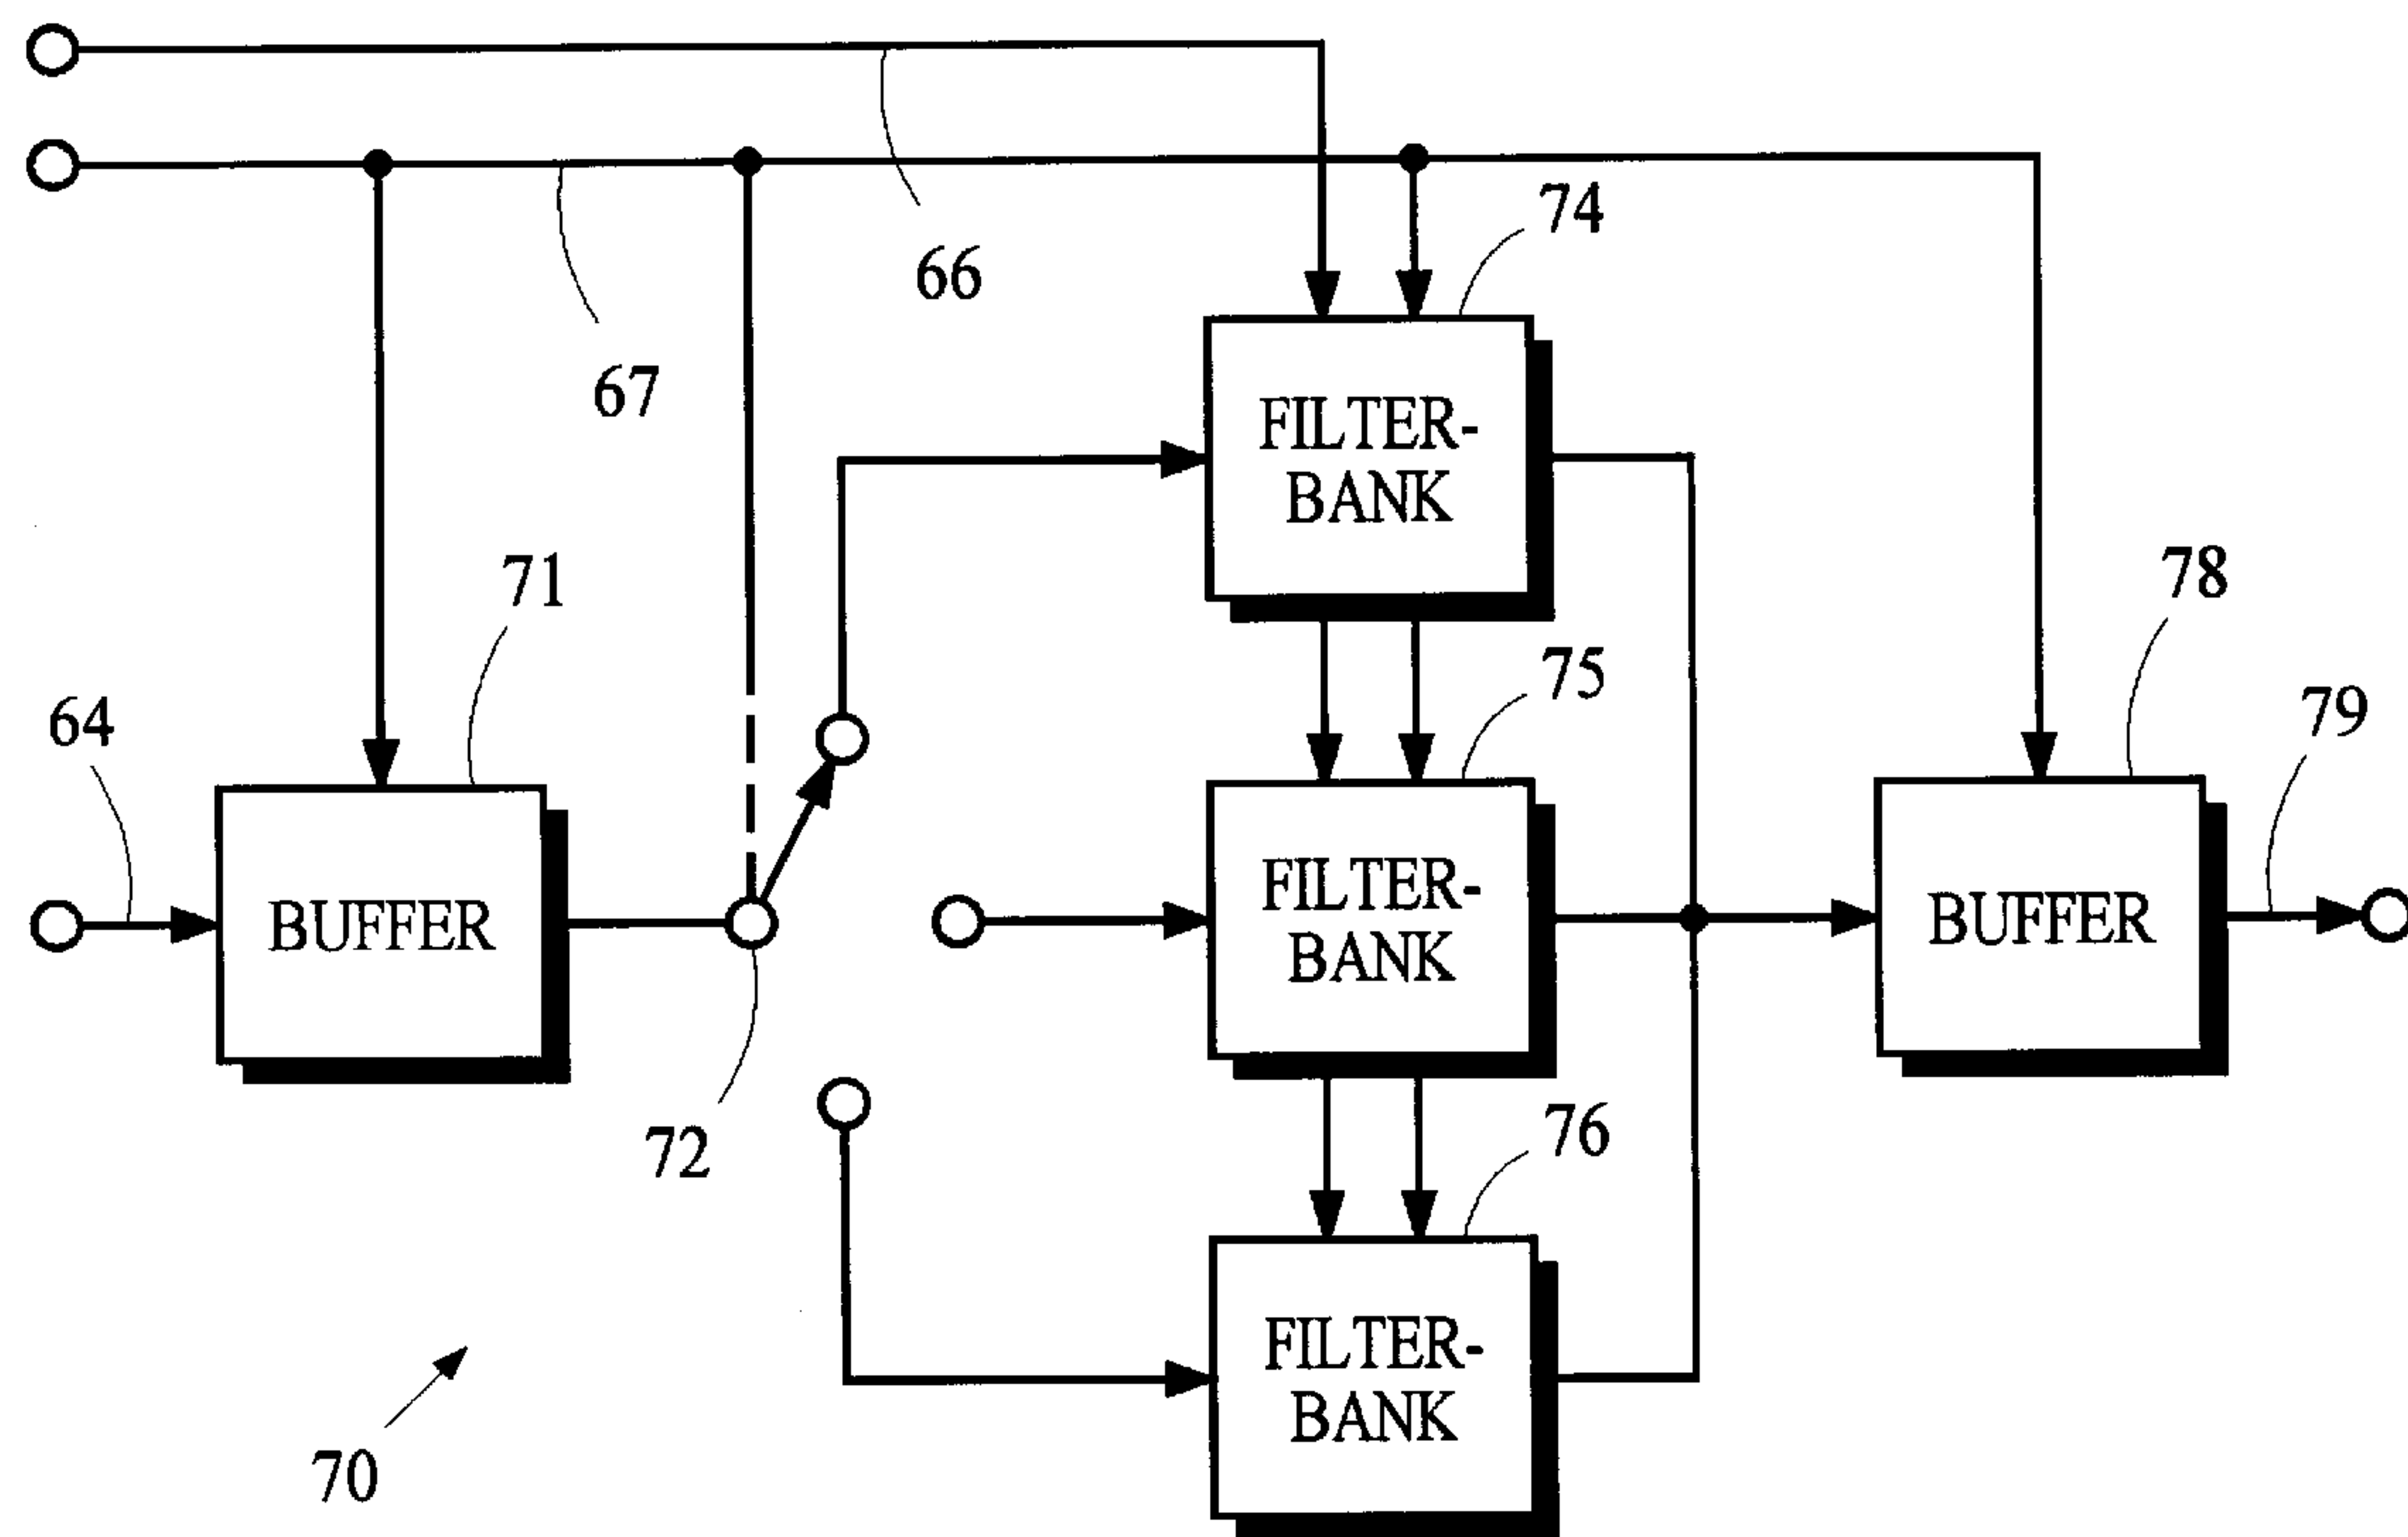 74
66
67
FILTER-
BANK
71
78
75
64
79
BUFFER
FILTER-
BANK
BUFFER
72
76
FILTER-
BANK
70